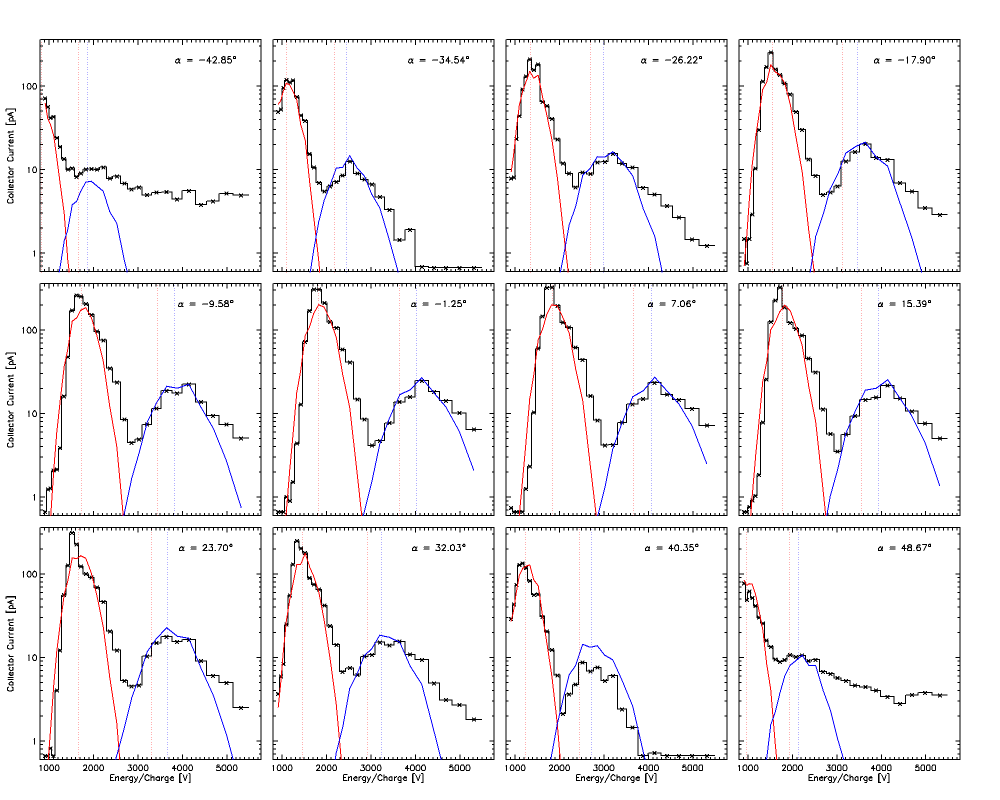 α = −42.85°
α = −34.54°
α = −26.22°
α = −17.90°
100
10
1
Collector Current [pA]
α = −9.58°
α = −1.25°
α = 7.06°
α = 15.39°
100
10
1
Collector Current [pA]
α = 23.70°
α = 32.03°
α = 40.35°
α = 48.67°
100
10
1
Collector Current [pA]
1000 2000 3000 4000 5000
1000 2000 3000 4000 5000
1000 2000 3000 4000 5000
1000 2000 3000 4000 5000
Energy/Charge [V]
Energy/Charge [V]
Energy/Charge [V]
Energy/Charge [V]